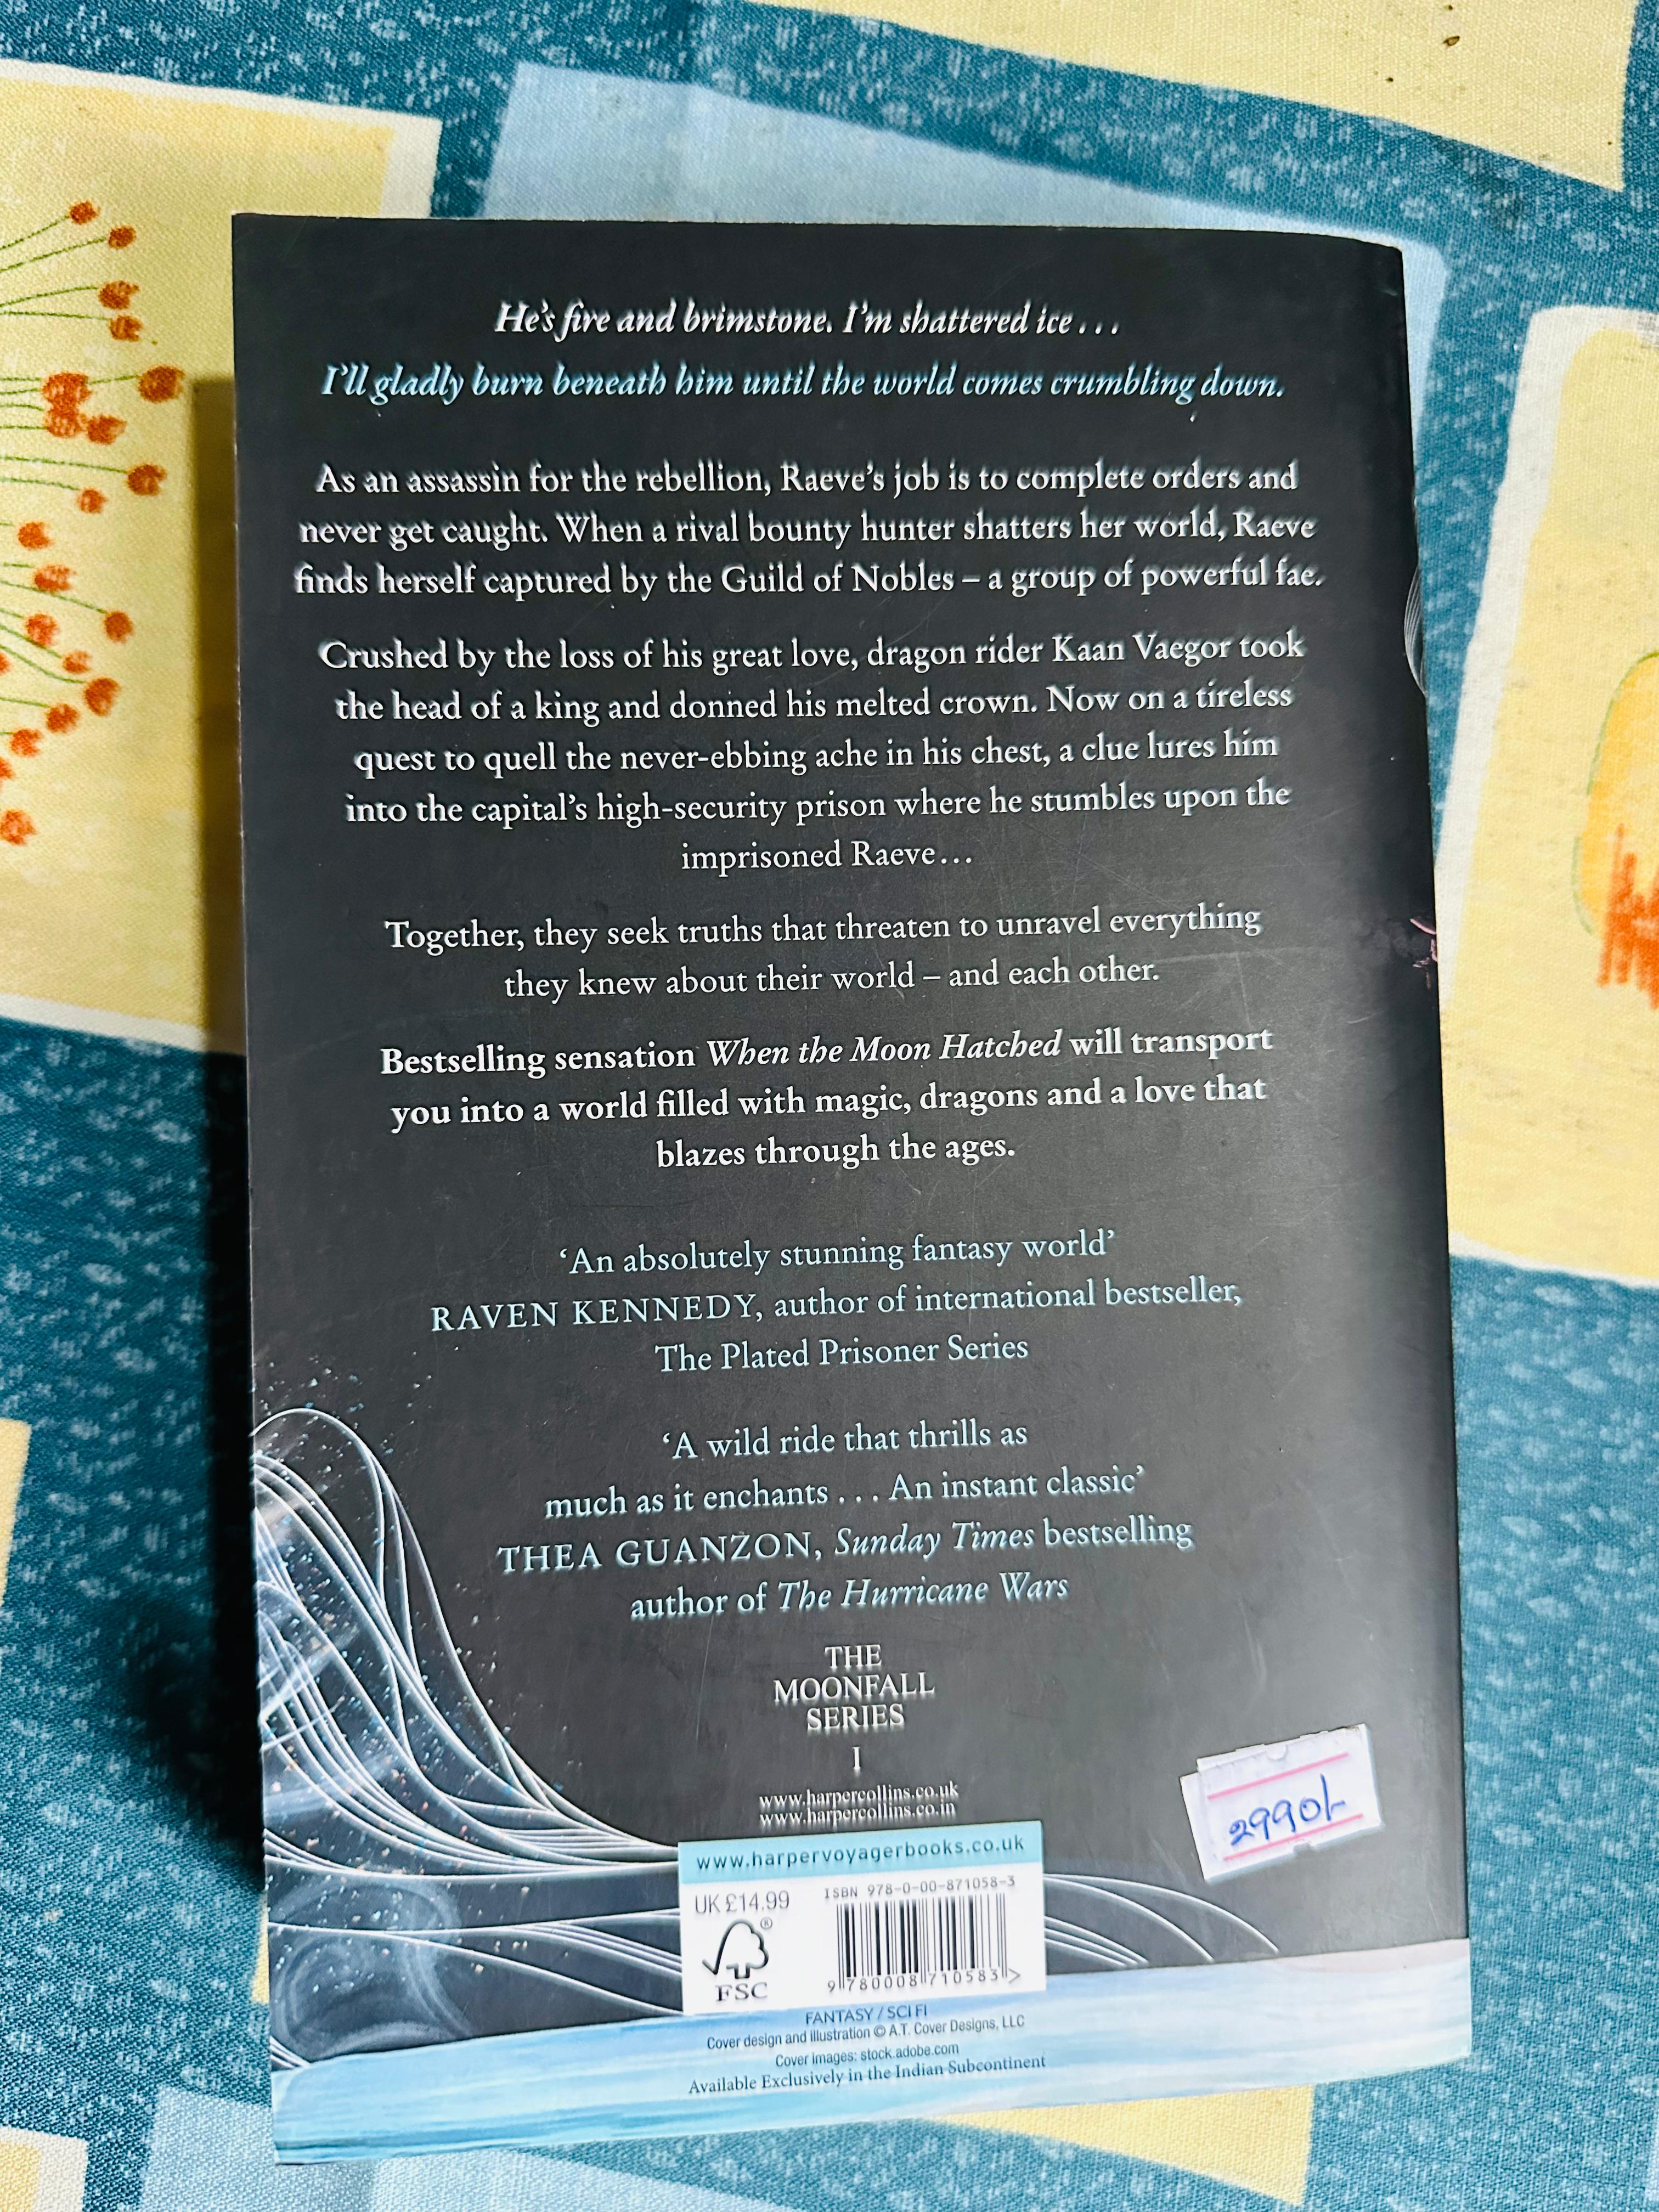 He's fire and brimstone. I'm shattered ice . . .
I'll gladly burn beneath him until the world comes crumbling down.
As an assassin for the rebellion, Raeve's job is to complete orders and
never get caught. When a rival bounty hunter shatters her world, Raeve
finds herself captured by the Guild of Nobles – a group of powerful fae.
Crushed by the loss of his great love, dragon rider Kaan Vaegor took
the head of a king and donned his melted crown. Now on a tireless
quest to quell the never-ebbing ache in his chest, a clue lures him
into the capital's high-security prison where he stumbles upon the
imprisoned Raeve...
Together, they seek truths that threaten to unravel everything
they knew about their world – and each other.
Bestselling sensation When the Moon Hatched will transport
you into a world filled with magic, dragons and a love that
blazes through the ages.
'An absolutely stunning fantasy world'
RAVEN KENNEDY, author of international bestseller,
The Plated Prisoner Series
'A wild ride that thrills as
much as it enchants . . . An instant classic'
THEA GUANZON, Sunday Times bestselling
author of The Hurricane Wars
THE
MOONFALL
SERIES
I
www.harpercollins.co.uk
www.harpercollins.co.in
www.harpervoyagerbooks.co.uk
UK £14.99
ISBN 978-0-00-871058-3
FSC ®
9 780008 710583 >
2990/-
FANTASY / SCI FI
Cover design and illustration © A.T. Cover Designs, LLC
Cover images: stock.adobe.com
Available Exclusively in the Indian Subcontinent